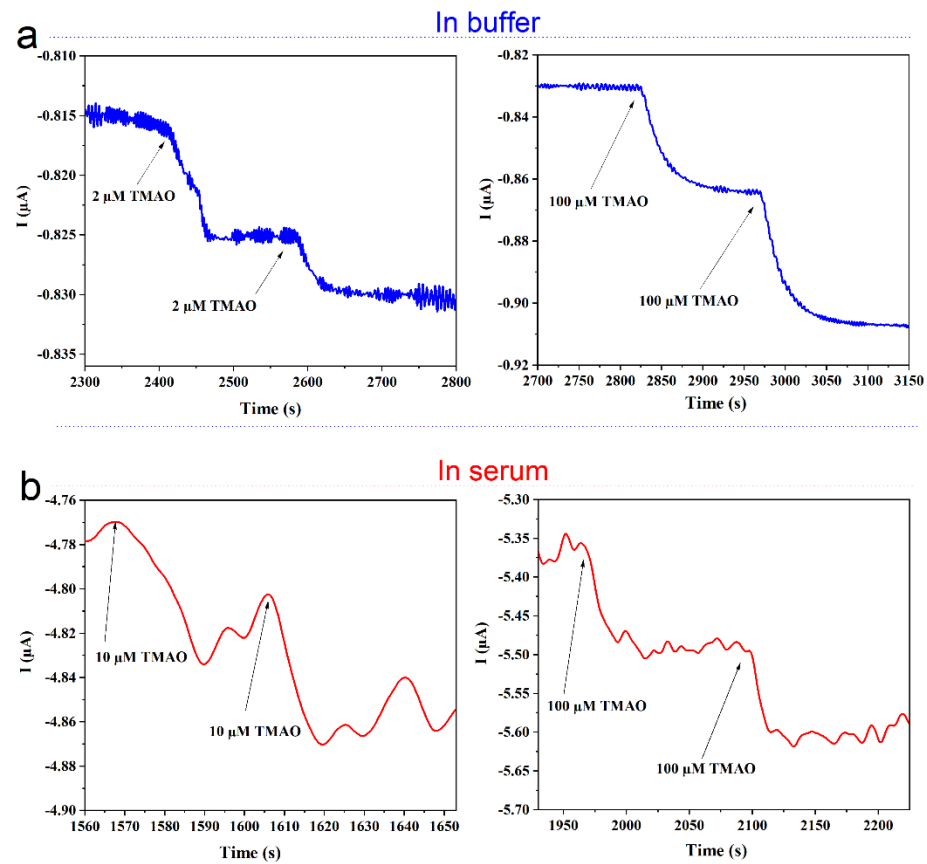 In buffer
a
-0.810
-0.815
-0.820
-0.825
-0.830
-0.835
I (µA)
2 µM TMAO
2 µM TMAO
2300 2400 2500 2600 2700 2800
Time (s)
-0.82
-0.84
-0.86
-0.88
-0.90
-0.92
I (µA)
100 µM TMAO
100 µM TMAO
2700 2750 2800 2850 2900 2950 3000 3050 3100 3150
Time (s)
In serum
b
-4.76
-4.78
-4.80
-4.82
-4.84
-4.86
-4.88
-4.90
I (µA)
10 µM TMAO
10 µM TMAO
1560 1570 1580 1590 1600 1610 1620 1630 1640 1650
Time (s)
-5.30
-5.35
-5.40
-5.45
-5.50
-5.55
-5.60
-5.65
-5.70
I (µA)
100 µM TMAO
100 µM TMAO
1950 2000 2050 2100 2150 2200
Time (s)